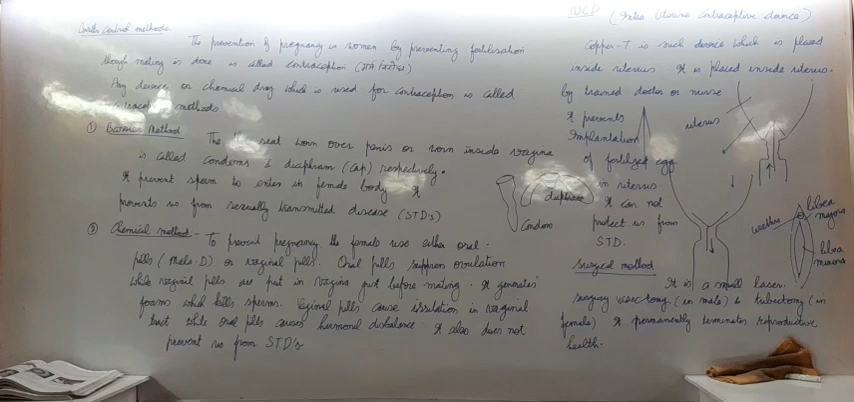 Birth Control methods
The prevention of pregnancy in women by preventing fertilisation
though mating is done is called contraception
Any device or chemical drug which is used for contraception is called
contraceptive methods
① Barrier Method
The seat worn over penis or worn inside vagina
is called Condoms & diaphram (cap) respectively.
It prevent sperm to enter in female body. It
prevents us from sexually transmitted disease (STD's)
② Chemical method - To prevent pregnancy the female use either oral
pills (Mala-D) or vaginal pills. Oral pills suppress ovulation
while vaginal pills are put in vagina just before mating. It generates
foams which kills sperms. Vaginal pills cause irritation in vaginal
tract while oral pills causes hormonal disbalance. It also does not
prevent us from STD's
Condom
diaphram
IUCD (Intra Uterine Contraceptive device)
Copper-T is such device which is placed
inside uterus It is placed inside uterus.
by trained doctor or nurse
It prevents
Implantation
of fertilized egg
in uterus.
It can not
protect us from
STD.
uterus
urethra
libea majora
libea minora
Surgical method
It is a small laser
surgery vasectomy (in male) & tubectomy (in
female) It permanently terminates reproductive
health.